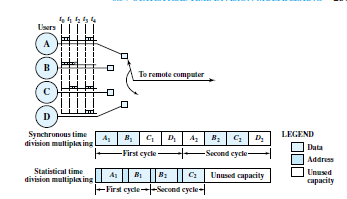 t₀ t₁ t₂ t₃ t₄
Users
A
B
To remote computer
C
D
Synchronous time
division multiplexing
A₁ B₁ C₁ D₁ A₂ B₂ C₂ D₂
First cycle
Second cycle
LEGEND
Data
Address
Unused
capacity
Statistical time
division multiplexing
A₁ B₁ B₂ C₂ Unused capacity
First cycle
Second cycle